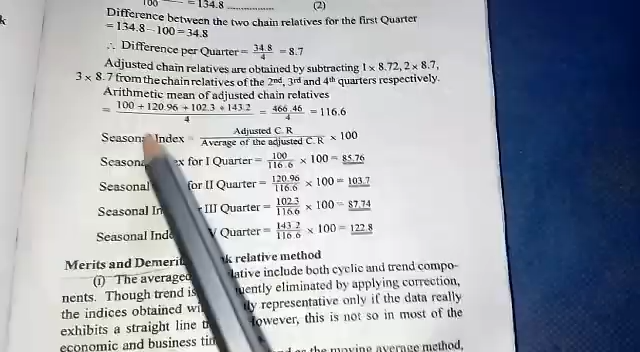 100 = 134.8 .............. (2)
Difference between the two chain relatives for the first Quarter
= 134.8 - 100 = 34.8
∴ Difference per Quarter = 34.8/4 = 8.7
Adjusted chain relatives are obtained by subtracting 1 x 8.72, 2 x 8.7,
3 x 8.7 from the chain relatives of the 2nd, 3rd and 4th quarters respectively.
Arithmetic mean of adjusted chain relatives
= 100 + 120.96 + 102.3 + 143.2/4 = 466.46/4 = 116.6
Index = Adjusted C.R/Average of the adjusted C.R × 100
for I Quarter = 100/116.6 × 100 = 85.76
Seasonal for II Quarter = 120.96/116.6 × 100 = 103.7
Seasonal III Quarter = 102.3/116.6 × 100 = 87.74
Seasonal Quarter = 143.2/116.6 × 100 = 122.8
Merits and relative method
(i) The averaged include both cyclic and trend compo-
nents. Though trend is eliminated by applying correction,
the indices obtained representative only if the data really
exhibits a straight line However, this is not so in most of the
economic and business
the moving average method,